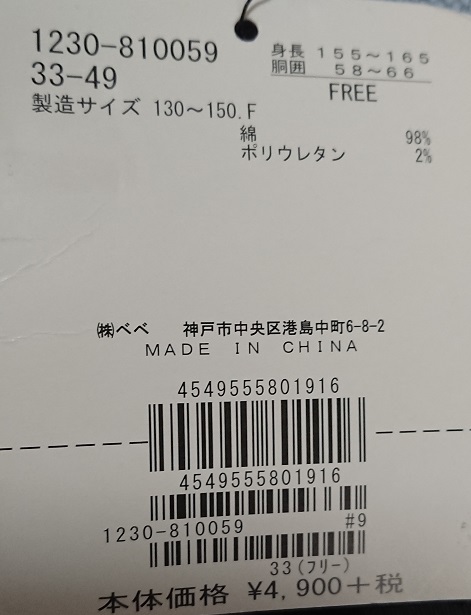 1230-810059
33-49
製造サイズ 130〜150.F
身長 155〜165
胴囲 58〜66
FREE
綿 98%
ポリウレタン 2%
㈱べべ 神戸市中央区港島中町6-8-2
MADE IN CHINA
4549555801916
4549555801916
1230-810059 #9
33(フリー)
本体価格 ¥4,900+税